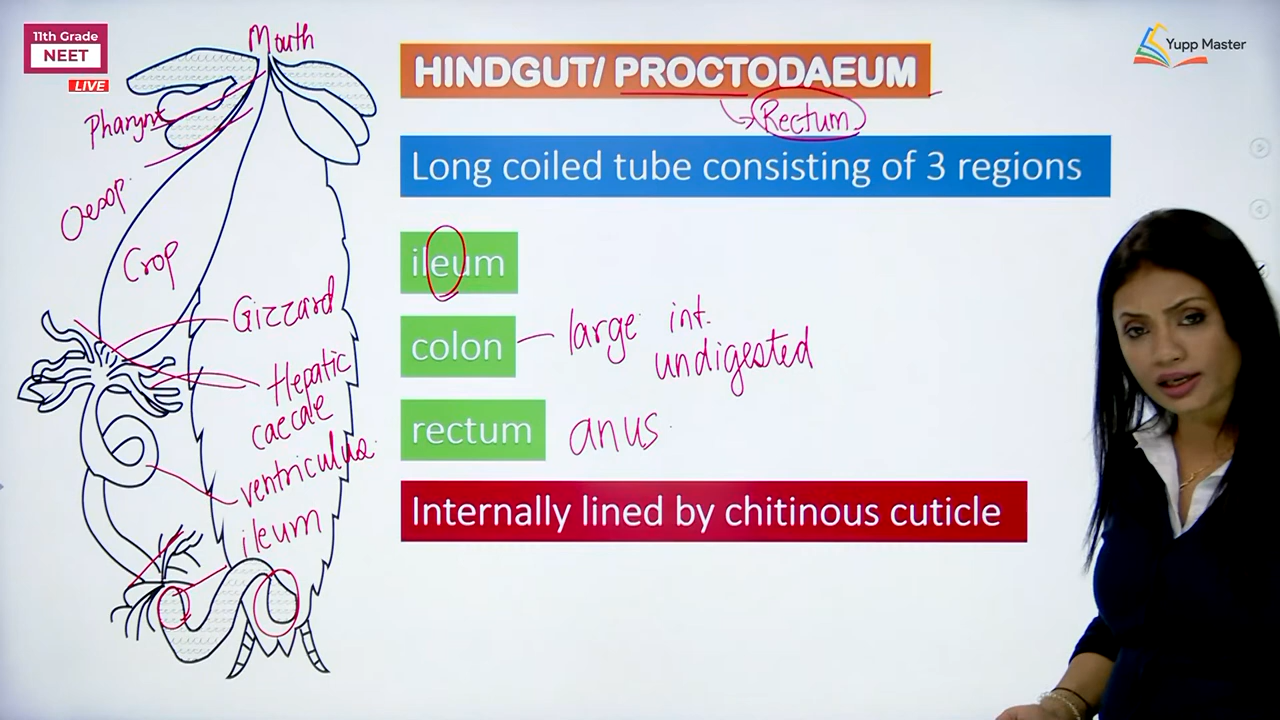 11th Grade
NEET
LIVE
Mouth
Yupp Master
HINDGUT/ PROCTODAEUM
Rectum
Pharynx
Long coiled tube consisting of 3 regions
Oesop.
Crop
ileum
Gizzard
colon
large int.
undigested
Hepatic
caecae
rectum
anus
ventriculus
ileum
Internally lined by chitinous cuticle